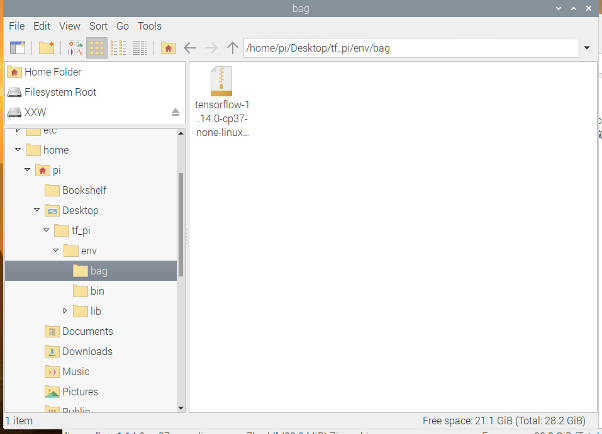 bag
File Edit View Sort Go Tools
/home/pi/Desktop/tf_pi/env/bag
Home Folder
Filesystem Root
XXW
etc
home
pi
Bookshelf
Desktop
tf_pi
env
bag
bin
lib
Documents
Downloads
Music
Pictures
Public
tensorflow-1
.14.0-cp37-
none-linux...
1 item
Free space: 21.1 GiB (Total: 28.2 GiB)